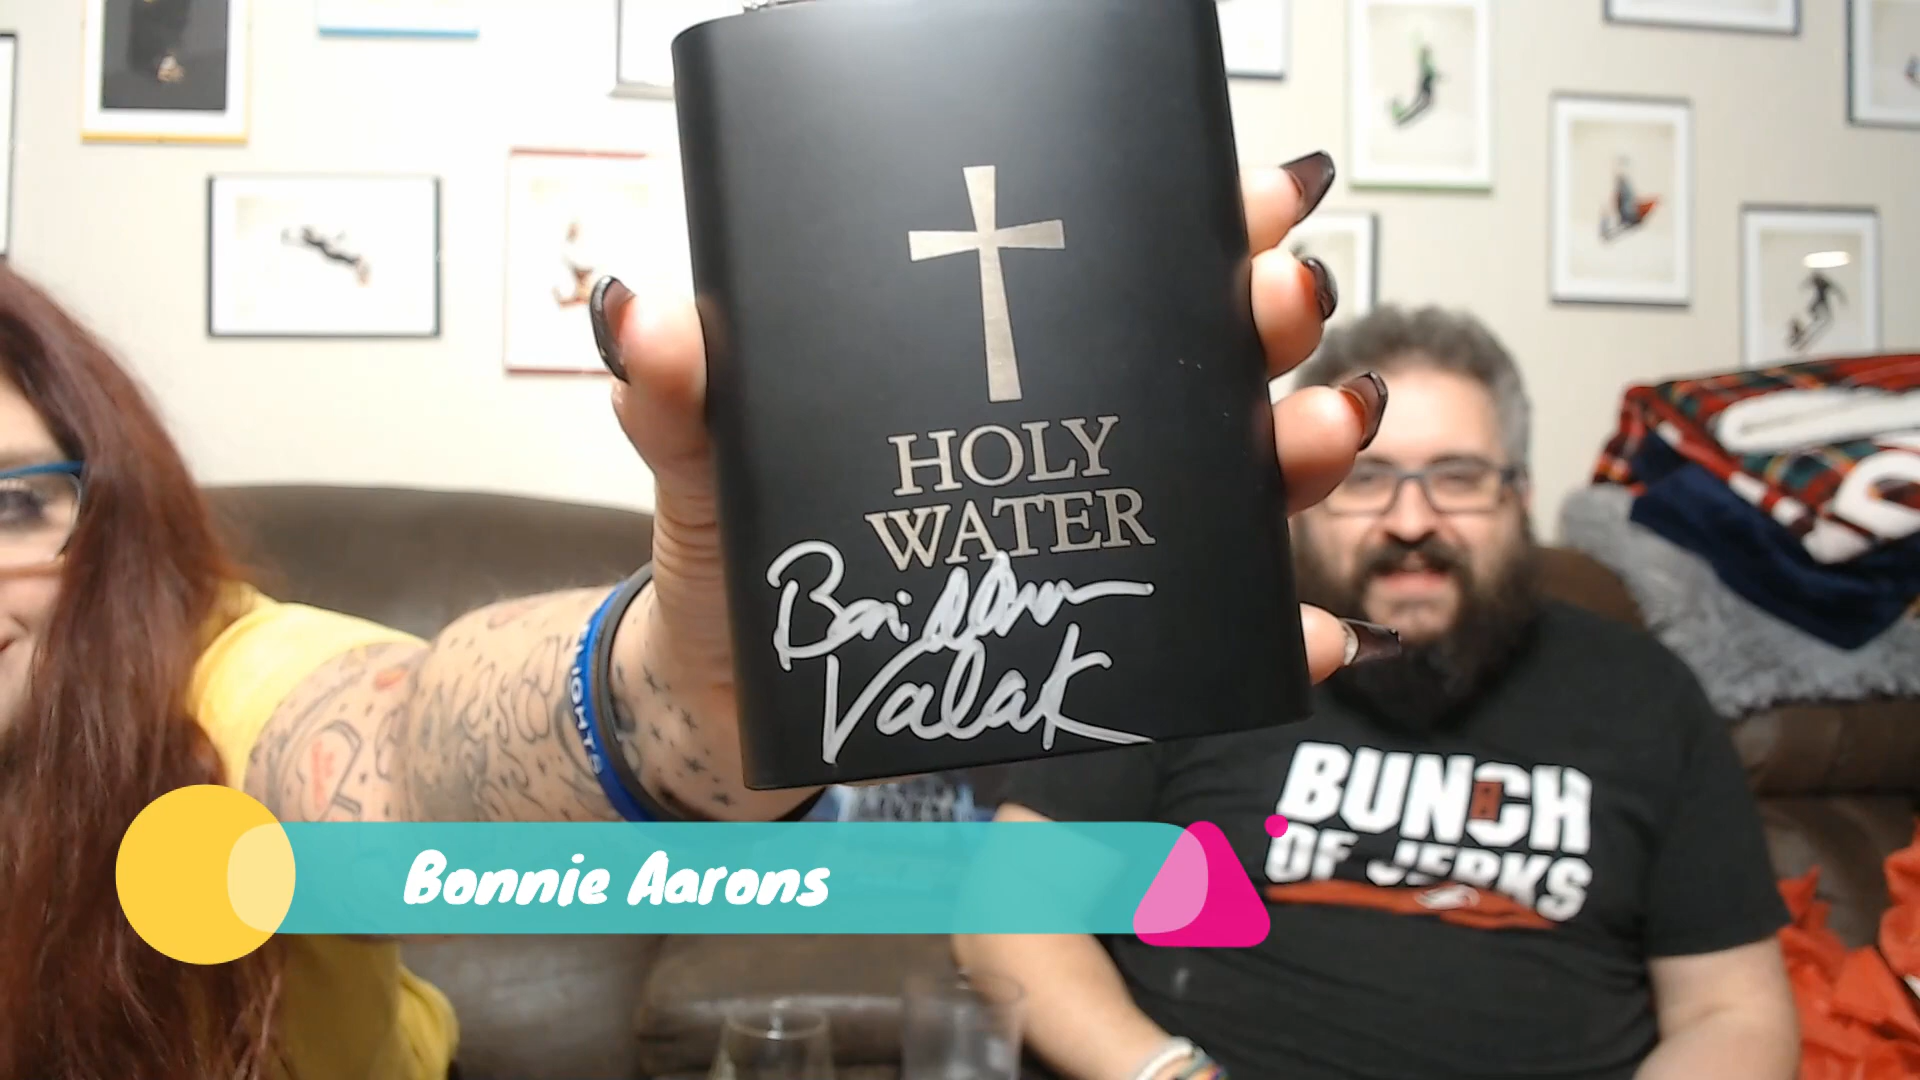 HOLY
WATER
Valak
BUNCH
OF JERKS
Bonnie Aarons